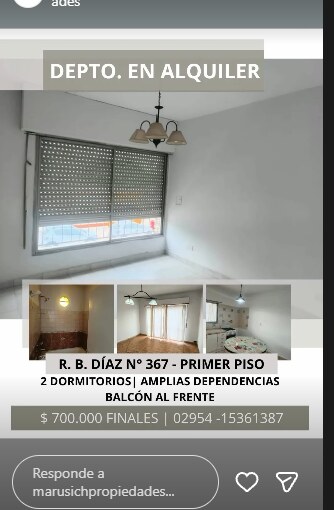 ades
DEPTO. EN ALQUILER
R. B. DÍAZ N° 367 - PRIMER PISO
2 DORMITORIOS| AMPLIAS DEPENDENCIAS
BALCÓN AL FRENTE
$ 700.000 FINALES | 02954 -15361387
Responde a
marusichpropiedades...